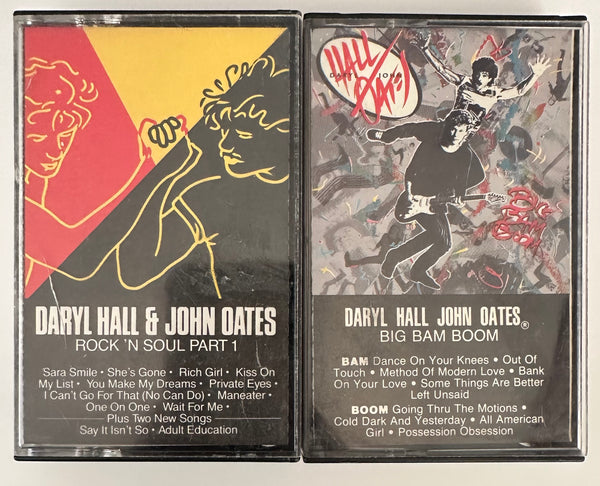 DARYL HALL & JOHN OATES
ROCK 'N SOUL PART 1
Sara Smile • She's Gone • Rich Girl • Kiss On
My List • You Make My Dreams • Private Eyes •
I Can't Go For That (No Can Do) • Maneater •
One On One • Wait For Me •
Plus Two New Songs
Say It Isn't So • Adult Education
HALL
DARYL JOHN
OATES
BIG
BAM
BOOM
DARYL HALL JOHN OATES®
BIG BAM BOOM
BAM Dance On Your Knees • Out Of
Touch • Method Of Modern Love • Bank
On Your Love • Some Things Are Better
Left Unsaid
BOOM Going Thru The Motions •
Cold Dark And Yesterday • All American
Girl • Possession Obsession